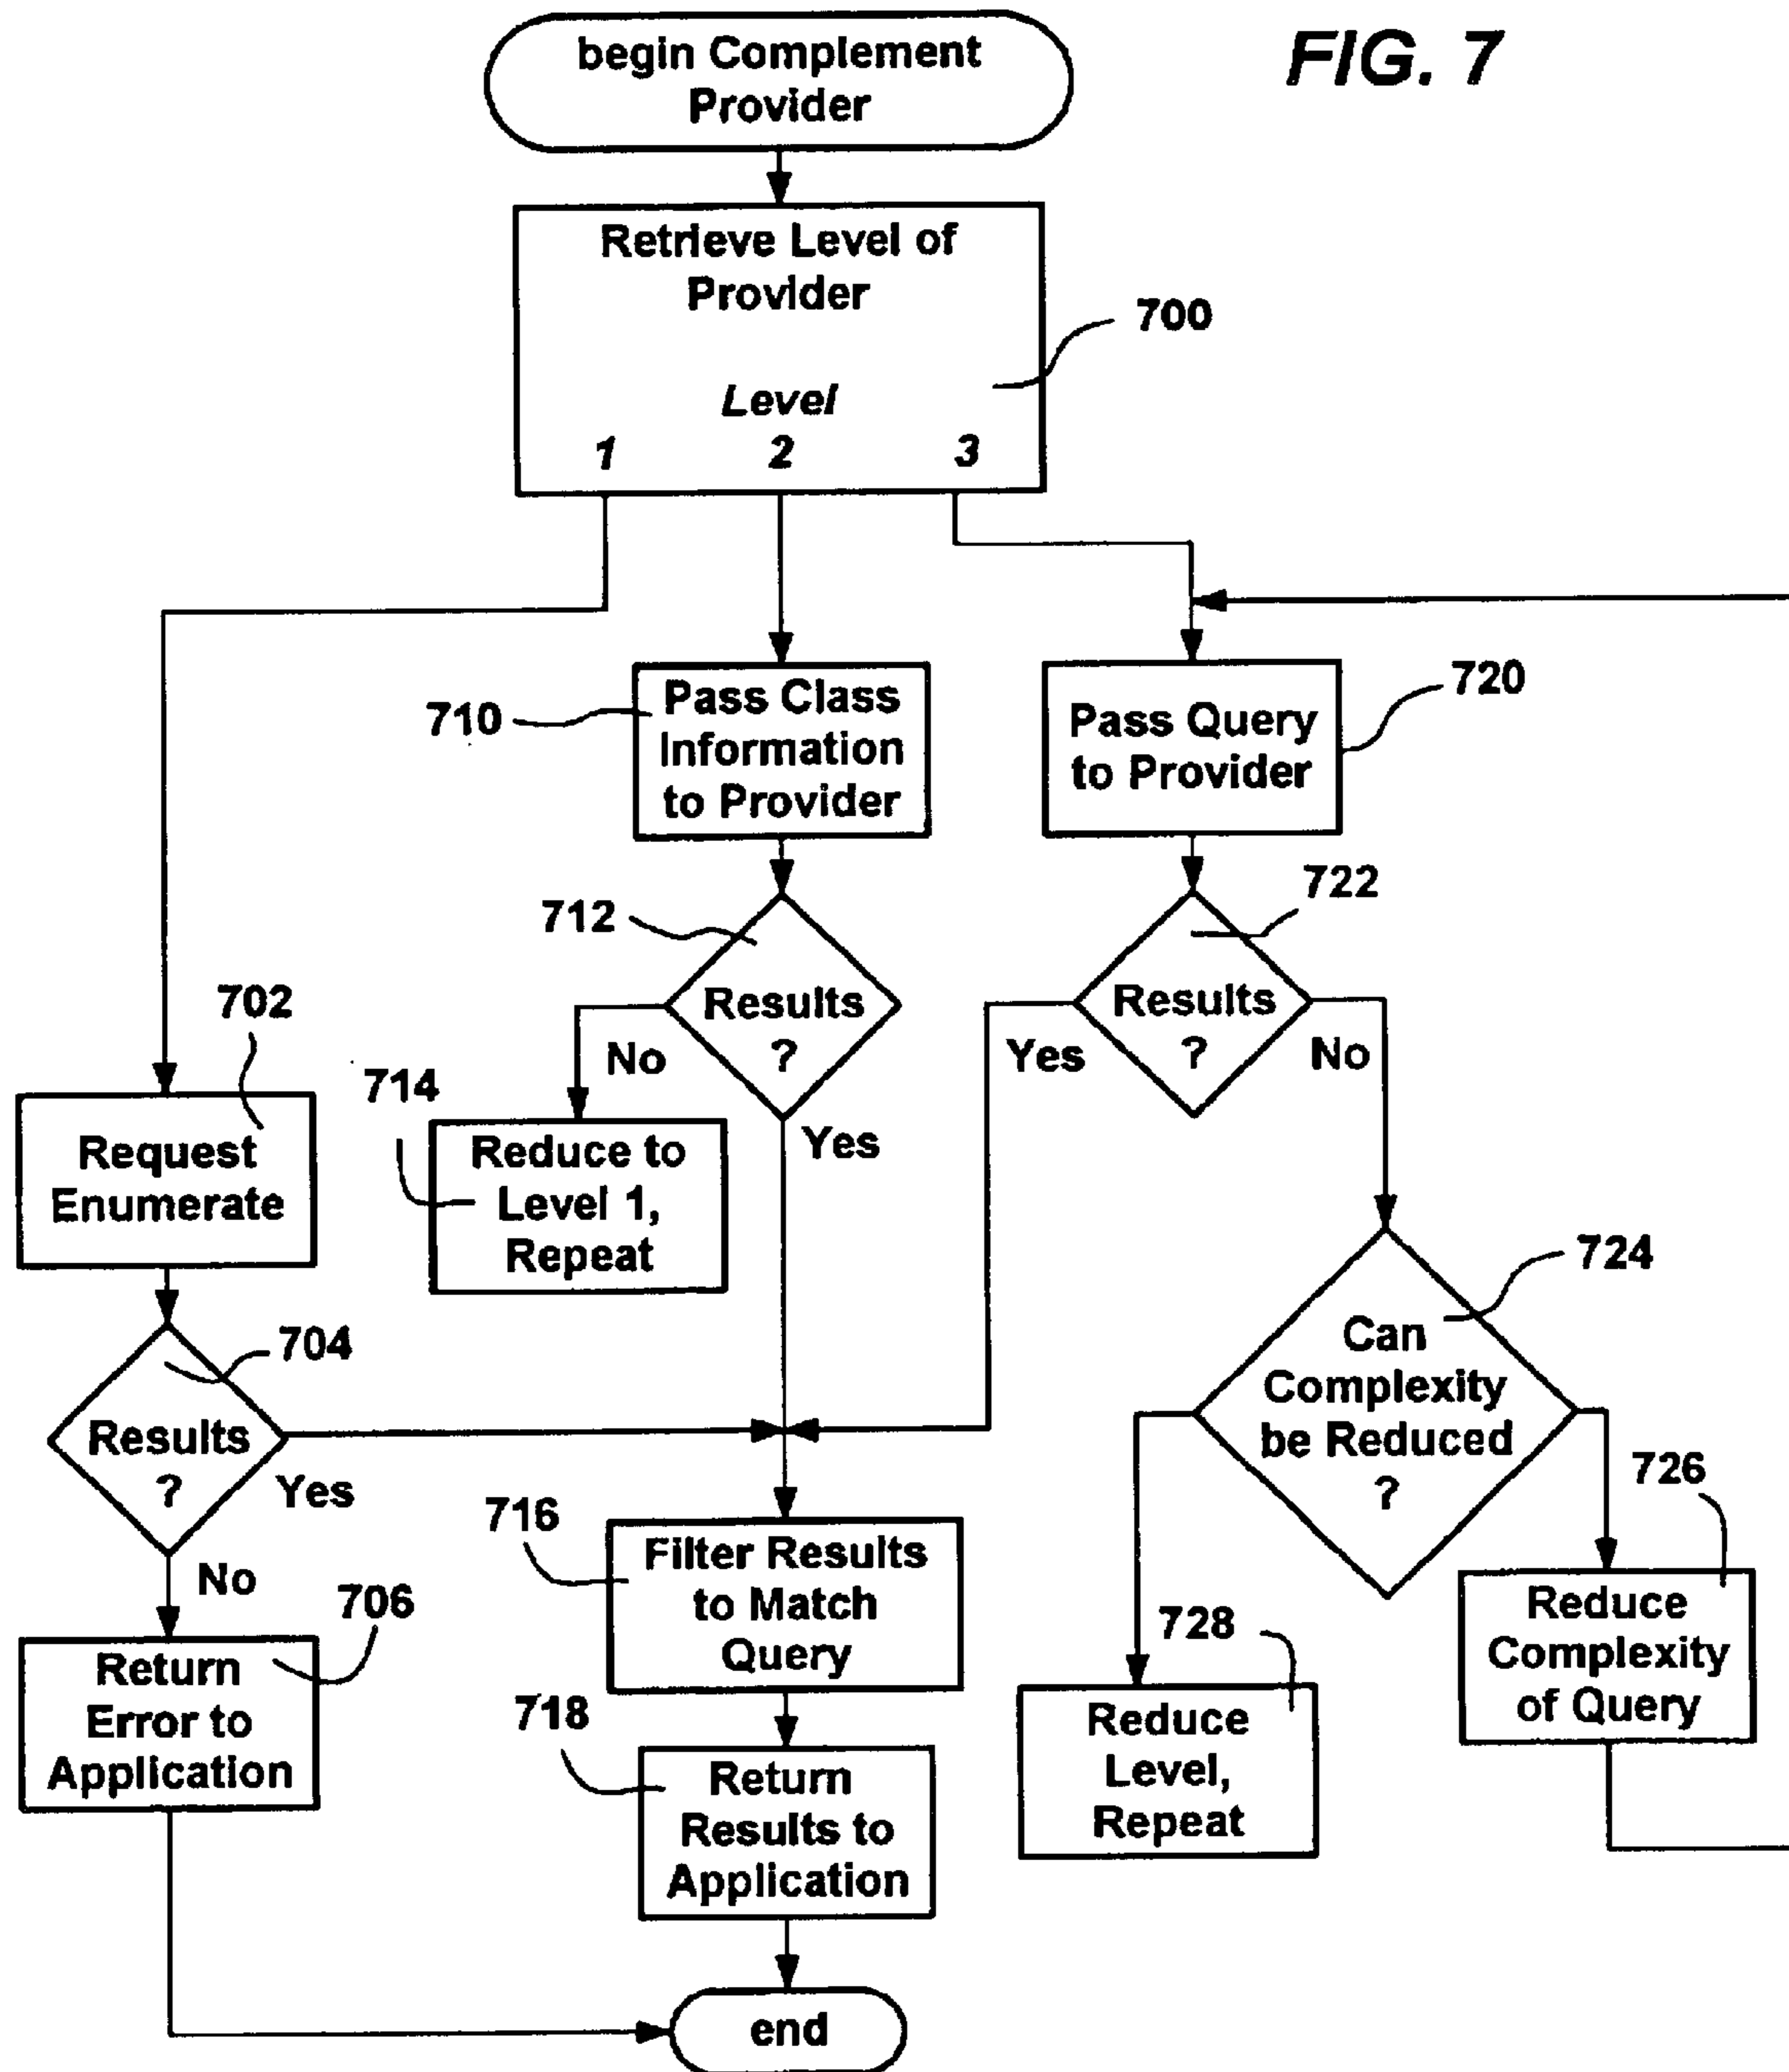 FIG. 7
begin Complement
Provider
Retrieve Level of
Provider
700
Level
1 2 3
710
Pass Class
Information
to Provider
Pass Query
to Provider
720
712
Results
?
No
Yes
722
Results
?
Yes
No
702
Request
Enumerate
714
Reduce to
Level 1,
Repeat
704
Results
?
Yes
No
724
Can
Complexity
be Reduced
?
716
Filter Results
to Match
Query
726
Reduce
Complexity
of Query
706
Return
Error to
Application
718
Return
Results to
Application
728
Reduce
Level,
Repeat
end